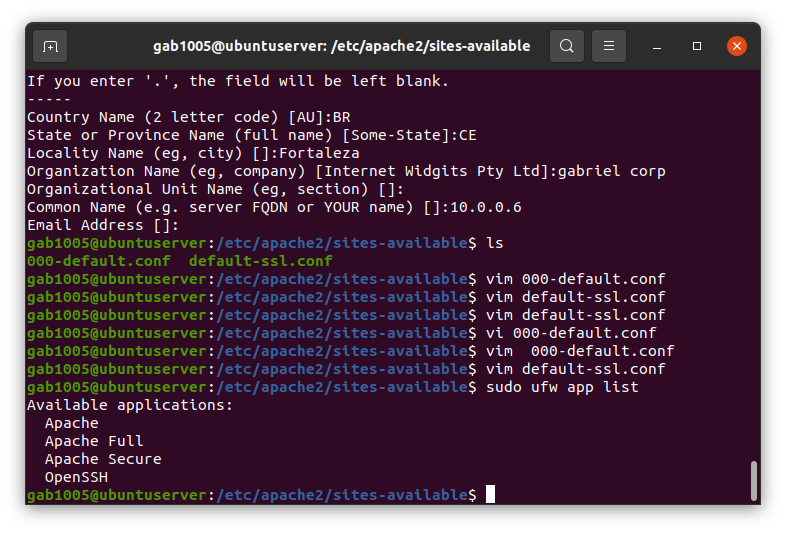 gab1005@ubuntuserver: /etc/apache2/sites-available
If you enter '.', the field will be left blank.
-----
Country Name (2 letter code) [AU]:BR
State or Province Name (full name) [Some-State]:CE
Locality Name (eg, city) []:Fortaleza
Organization Name (eg, company) [Internet Widgits Pty Ltd]:gabriel corp
Organizational Unit Name (eg, section) []:
Common Name (e.g. server FQDN or YOUR name) []:10.0.0.6
Email Address []:
gab1005@ubuntuserver:/etc/apache2/sites-available$ ls
000-default.conf  default-ssl.conf
gab1005@ubuntuserver:/etc/apache2/sites-available$ vim 000-default.conf
gab1005@ubuntuserver:/etc/apache2/sites-available$ vim default-ssl.conf
gab1005@ubuntuserver:/etc/apache2/sites-available$ vim default-ssl.conf
gab1005@ubuntuserver:/etc/apache2/sites-available$ vi 000-default.conf
gab1005@ubuntuserver:/etc/apache2/sites-available$ vim  000-default.conf
gab1005@ubuntuserver:/etc/apache2/sites-available$ vim default-ssl.conf
gab1005@ubuntuserver:/etc/apache2/sites-available$ sudo ufw app list
Available applications:
  Apache
  Apache Full
  Apache Secure
  OpenSSH
gab1005@ubuntuserver:/etc/apache2/sites-available$